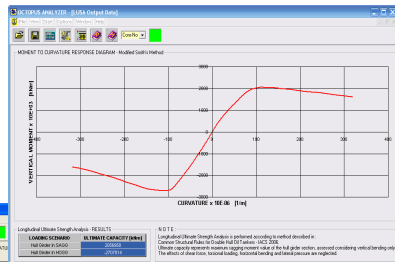 OCTOPUS ANALYZER - [LUSA Output Data]
File View Start Options Window Help
MOMENT TO CURVATURE RESPONSE DIAGRAM - Modified Smith's Method
VERTICAL MOMENT x 10E+03 [kNm]
3000
2000
1000
-300
-200
-100
0
100
200
300
400
-1000
-2000
-3000
CURVATURE x 10E-06 [1/m]
Longitudinal Ultimate Strength Analysis - RESULTS
LOADING SCENARIO ULTIMATE CAPACITY [kNm]
Hull Girder in SAGG
Hull Girder in HOGG
N O T E :
Longitudinal Ultimate Strength Analysis is performed according to method described in :
Common Structural Rules for Double Hull Oil Tankers - IACS 2006.
Ultimate capacity represents maximum sagging moment value of the hull girder section, assessed considering vertical bending only.
The effects of shear force, torsional loading, horizontal bending and lateral pressure are neglected.